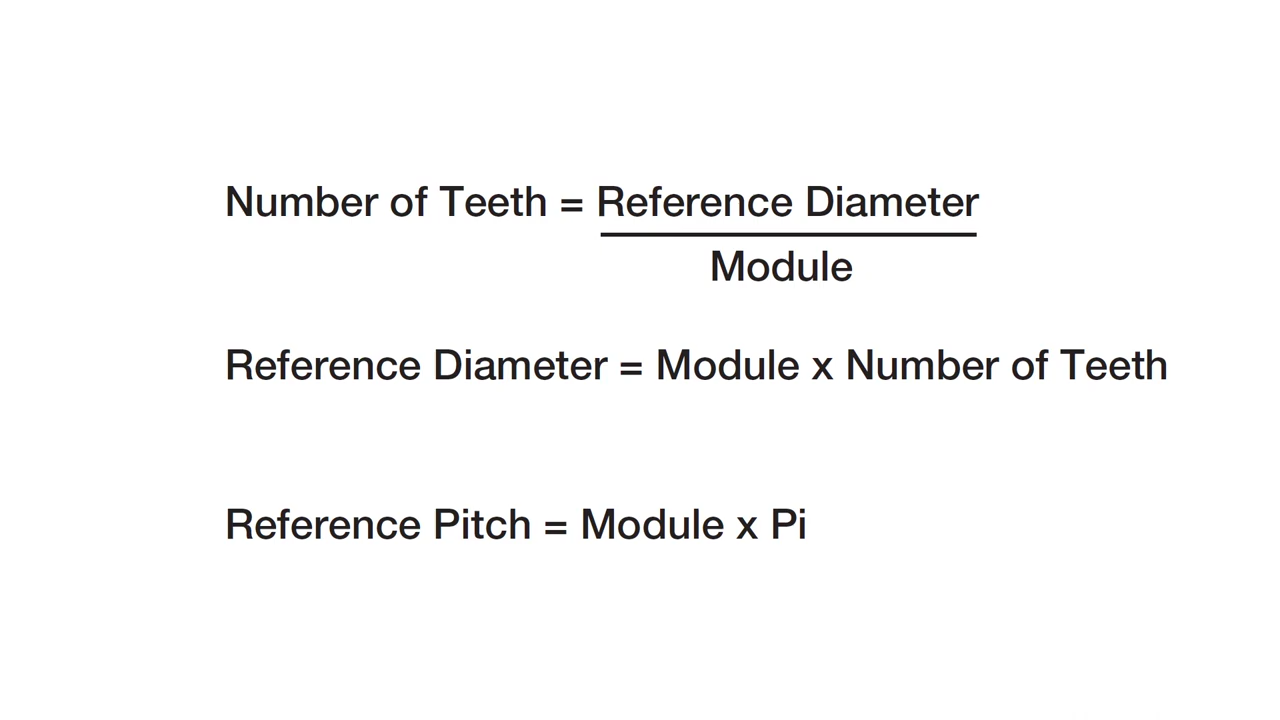 Number of Teeth = Reference Diameter
Module
Reference Diameter = Module x Number of Teeth
Reference Pitch = Module x Pi